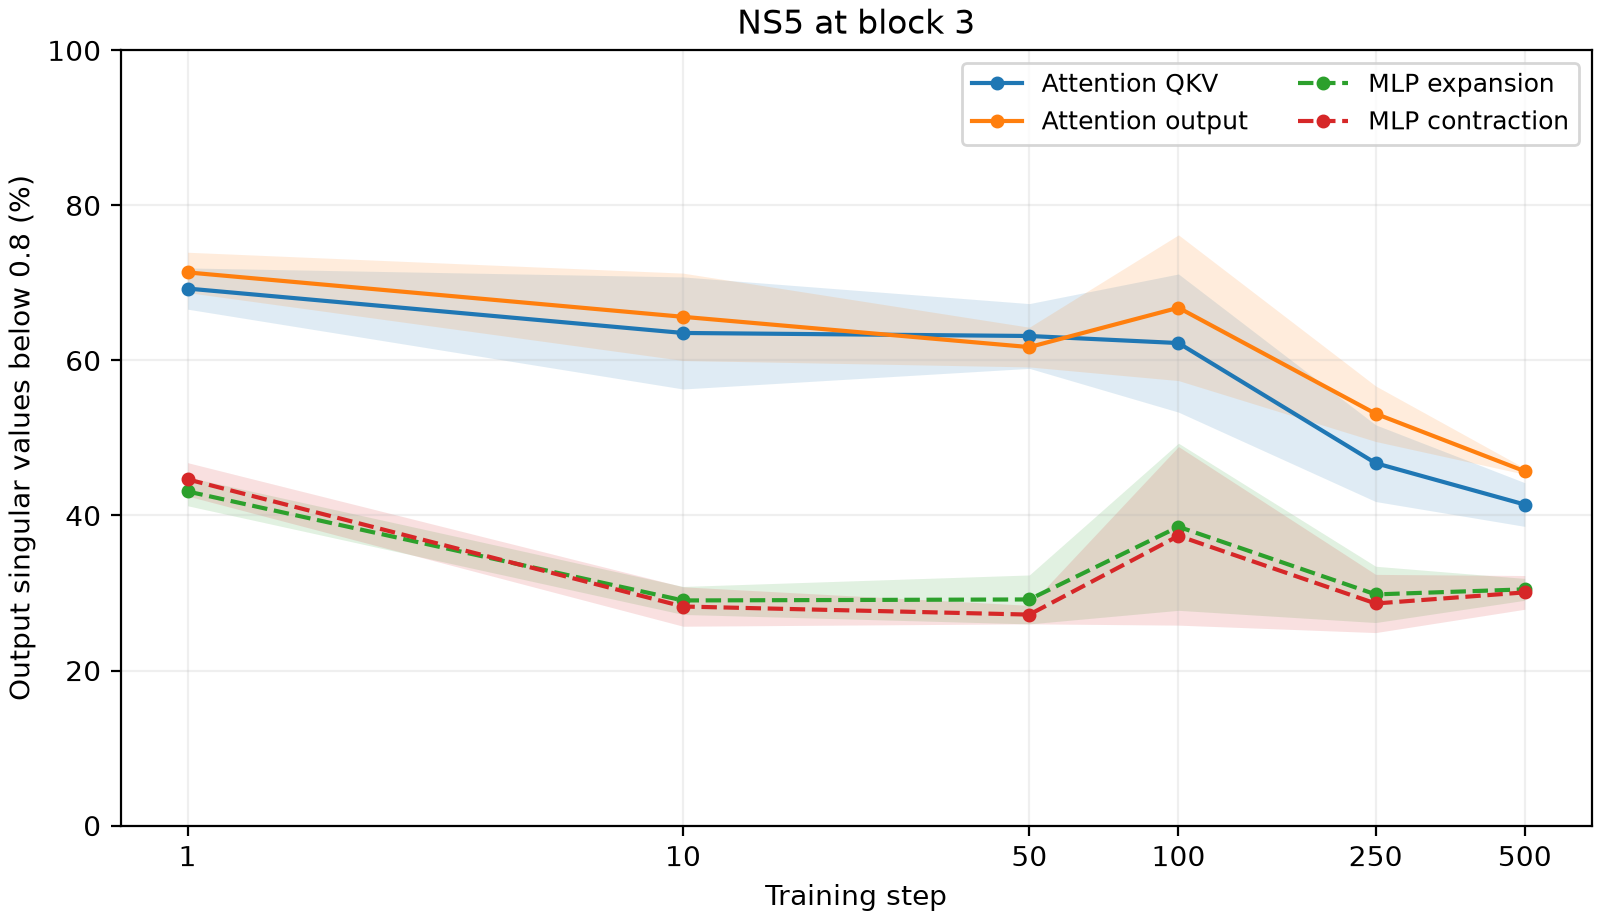 NS5 at block 3
Output singular values below 0.8 (%)
100
80
60
40
20
0
Attention QKV
Attention output
MLP expansion
MLP contraction
1
10
50
100
250
500
Training step